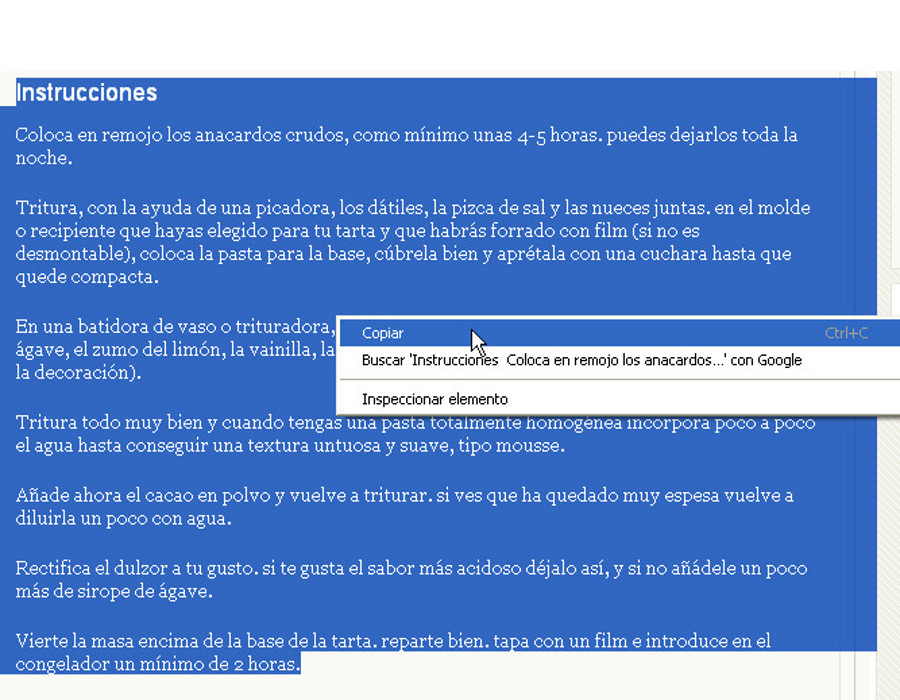 Instrucciones
Coloca en remojo los anacardos crudos, como mínimo unas 4-5 horas. puedes dejarlos toda la
noche.
Tritura, con la ayuda de una picadora, los dátiles, la pizca de sal y las nueces juntas. en el molde
o recipiente que hayas elegido para tu tarta y que habrás forrado con film (si no es
desmontable), coloca la pasta para la base, cúbrela bien y aprétala con una cuchara hasta que
quede compacta.
En una batidora de vaso o trituradora,
ágave, el zumo del limón, la vainilla, la
la decoración).
Copiar Ctrl+C
Buscar 'Instrucciones Coloca en remojo los anacardos...' con Google
Inspeccionar elemento
Tritura todo muy bien y cuando tengas una pasta totalmente homogénea incorpora poco a poco
el agua hasta conseguir una textura untuosa y suave, tipo mousse.
Añade ahora el cacao en polvo y vuelve a triturar. si ves que ha quedado muy espesa vuelve a
diluirla un poco con agua.
Rectifica el dulzor a tu gusto. si te gusta el sabor más acidoso déjalo así, y si no añádele un poco
más de sirope de ágave.
Vierte la masa encima de la base de la tarta. reparte bien. tapa con un film e introduce en el
congelador un mínimo de 2 horas.